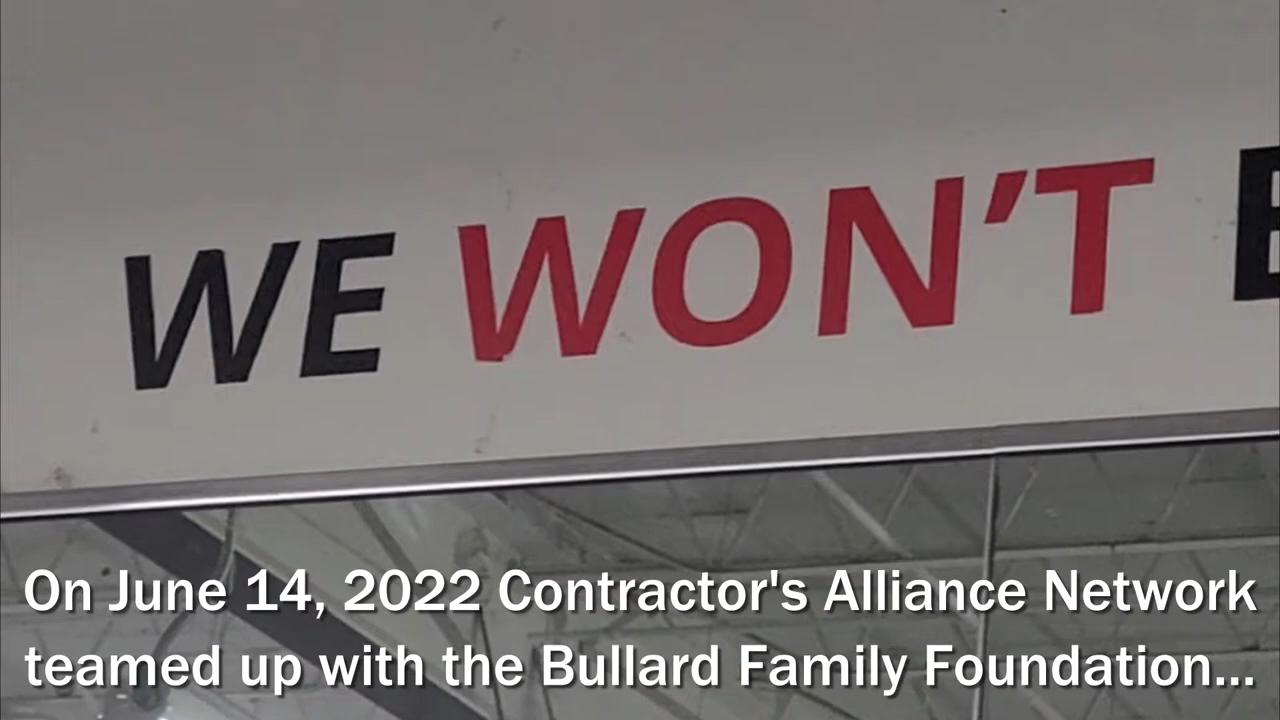 WE WON'T
On June 14, 2022 Contractor's Alliance Network
teamed up with the Bullard Family Foundation...